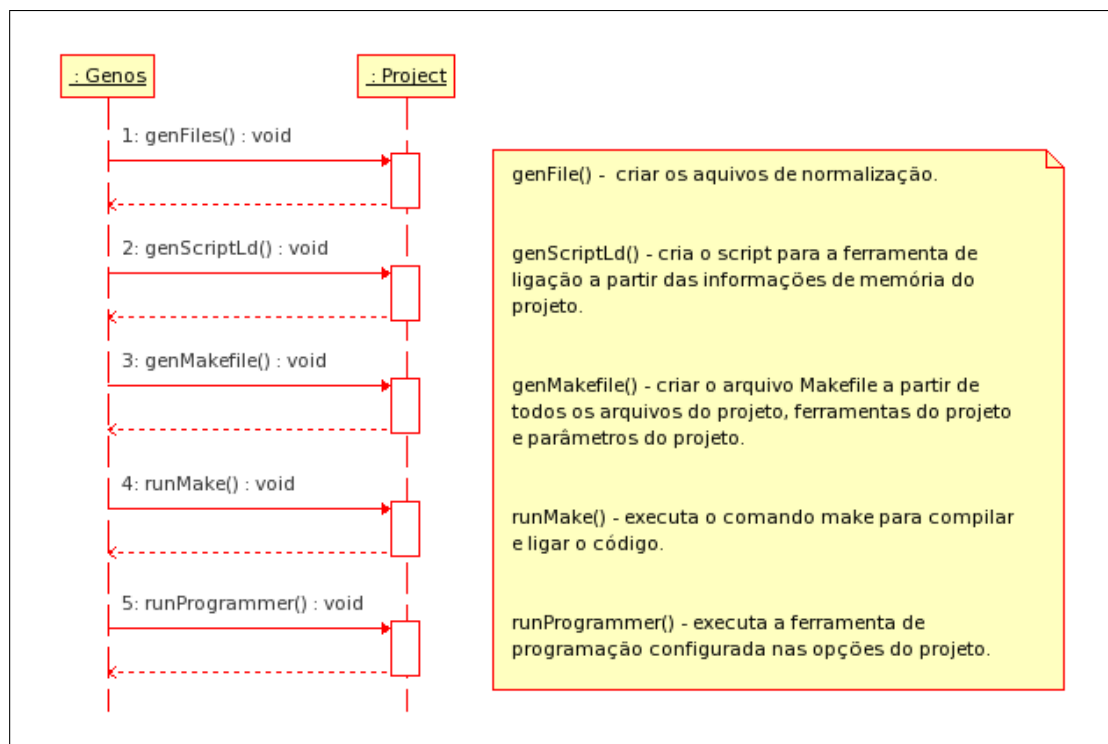 : Genos
: Project
1: genFiles() : void
2: genScriptLd() : void
3: genMakefile() : void
4: runMake() : void
5: runProgrammer() : void
genFile() - criar os aquivos de normalização.
genScriptLd() - cria o script para a ferramenta de
ligação a partir das informações de memória do
projeto.
genMakefile() - criar o arquivo Makefile a partir de
todos os arquivos do projeto, ferramentas do projeto
e parâmetros do projeto.
runMake() - executa o comando make para compilar
e ligar o código.
runProgrammer() - executa a ferramenta de
programação configurada nas opções do projeto.